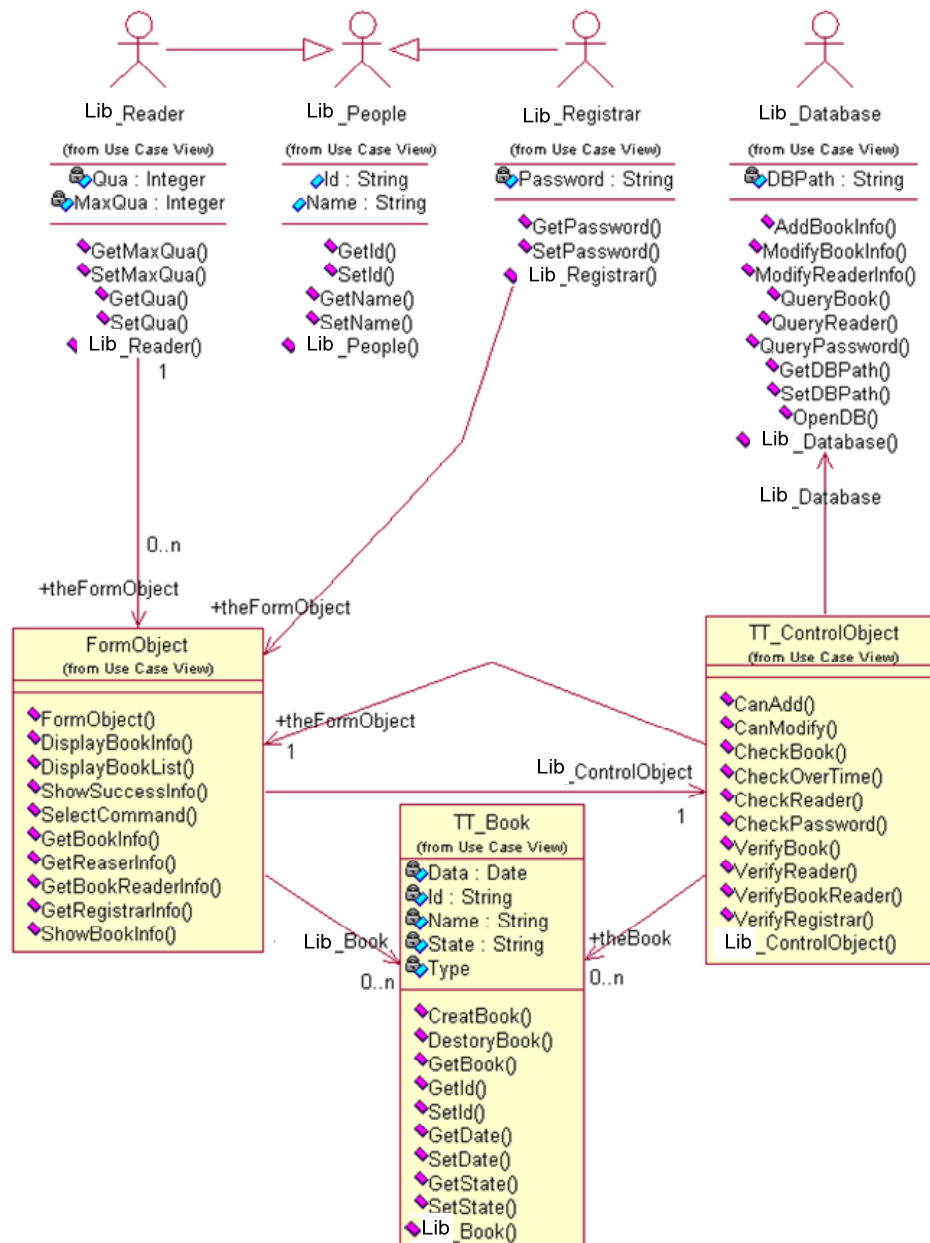 Lib_Reader
(from Use Case View)
Qua : Integer
MaxQua : Integer
GetMaxQua()
SetMaxQua()
GetQua()
SetQua()
Lib_Reader()
1
0..n
+theFormObject
Lib_People
(from Use Case View)
Id : String
Name : String
GetId()
SetId()
GetName()
SetName()
Lib_People()
Lib_Registrar
(from Use Case View)
Password : String
GetPassword()
SetPassword()
Lib_Registrar()
+theFormObject
Lib_Database
(from Use Case View)
DBPath : String
AddBookInfo()
ModifyBookInfo()
ModifyReaderInfo()
QueryBook()
QueryReader()
QueryPassword()
GetDBPath()
SetDBPath()
OpenDB()
Lib_Database()
Lib_Database
FormObject
(from Use Case View)
FormObject()
DisplayBookInfo()
DisplayBookList()
ShowSuccessInfo()
SelectCommand()
GetBookInfo()
GetReaserInfo()
GetBookReaderInfo()
GetRegistrarInfo()
ShowBookInfo()
+theFormObject
1
Lib_ControlObject
1
TT_ControlObject
(from Use Case View)
CanAdd()
CanModify()
CheckBook()
CheckOverTime()
CheckReader()
CheckPassword()
VerifyBook()
VerifyReader()
VerifyBookReader()
VerifyRegistrar()
Lib_ControlObject()
Lib_Book
0..n
+theBook
0..n
TT_Book
(from Use Case View)
Data : Date
Id : String
Name : String
State : String
Type
CreatBook()
DestoryBook()
GetBook()
GetId()
SetId()
GetDate()
SetDate()
GetState()
SetState()
Lib_Book()